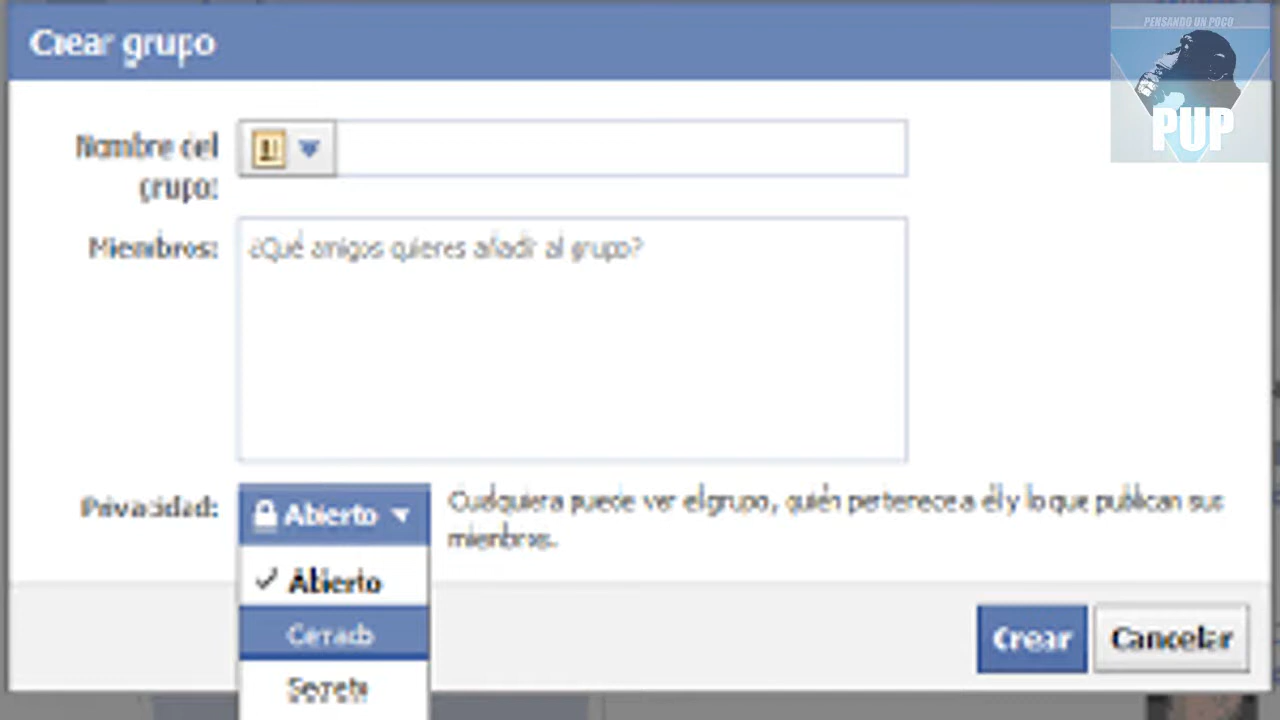 Crear grupo
PENSANDO UN POCO
PUP
Nombre del
grupo:
Miembros:
¿Qué amigos quieres añadir al grupo?
Privacidad:
Abierto
Cualquiera puede ver el grupo, quién pertenece a él y lo que publican sus
miembros.
Abierto
Cerrado
Secreto
Crear
Cancelar